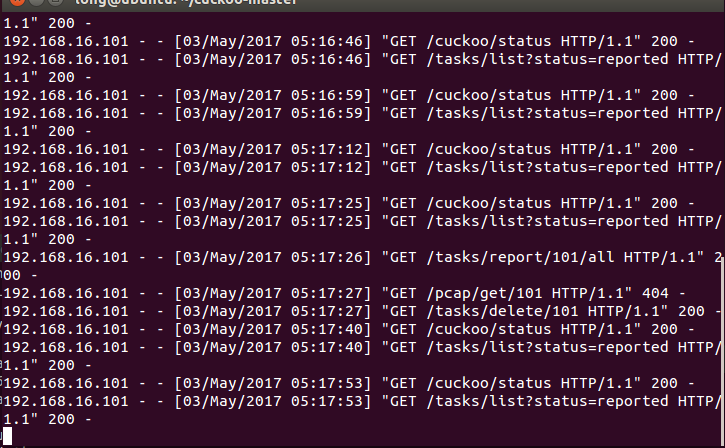 long@ubuntu: ~/cuckoo-master
1.1" 200 -
192.168.16.101 - - [03/May/2017 05:16:46] "GET /cuckoo/status HTTP/1.1" 200 -
192.168.16.101 - - [03/May/2017 05:16:46] "GET /tasks/list?status=reported HTTP/
1.1" 200 -
192.168.16.101 - - [03/May/2017 05:16:59] "GET /cuckoo/status HTTP/1.1" 200 -
192.168.16.101 - - [03/May/2017 05:16:59] "GET /tasks/list?status=reported HTTP/
1.1" 200 -
192.168.16.101 - - [03/May/2017 05:17:12] "GET /cuckoo/status HTTP/1.1" 200 -
192.168.16.101 - - [03/May/2017 05:17:12] "GET /tasks/list?status=reported HTTP/
1.1" 200 -
192.168.16.101 - - [03/May/2017 05:17:25] "GET /cuckoo/status HTTP/1.1" 200 -
192.168.16.101 - - [03/May/2017 05:17:25] "GET /tasks/list?status=reported HTTP/
1.1" 200 -
192.168.16.101 - - [03/May/2017 05:17:26] "GET /tasks/report/101/all HTTP/1.1" 2
00 -
192.168.16.101 - - [03/May/2017 05:17:27] "GET /pcap/get/101 HTTP/1.1" 404 -
192.168.16.101 - - [03/May/2017 05:17:27] "GET /tasks/delete/101 HTTP/1.1" 200 -
192.168.16.101 - - [03/May/2017 05:17:40] "GET /cuckoo/status HTTP/1.1" 200 -
192.168.16.101 - - [03/May/2017 05:17:40] "GET /tasks/list?status=reported HTTP/
1.1" 200 -
192.168.16.101 - - [03/May/2017 05:17:53] "GET /cuckoo/status HTTP/1.1" 200 -
192.168.16.101 - - [03/May/2017 05:17:53] "GET /tasks/list?status=reported HTTP/
1.1" 200 -